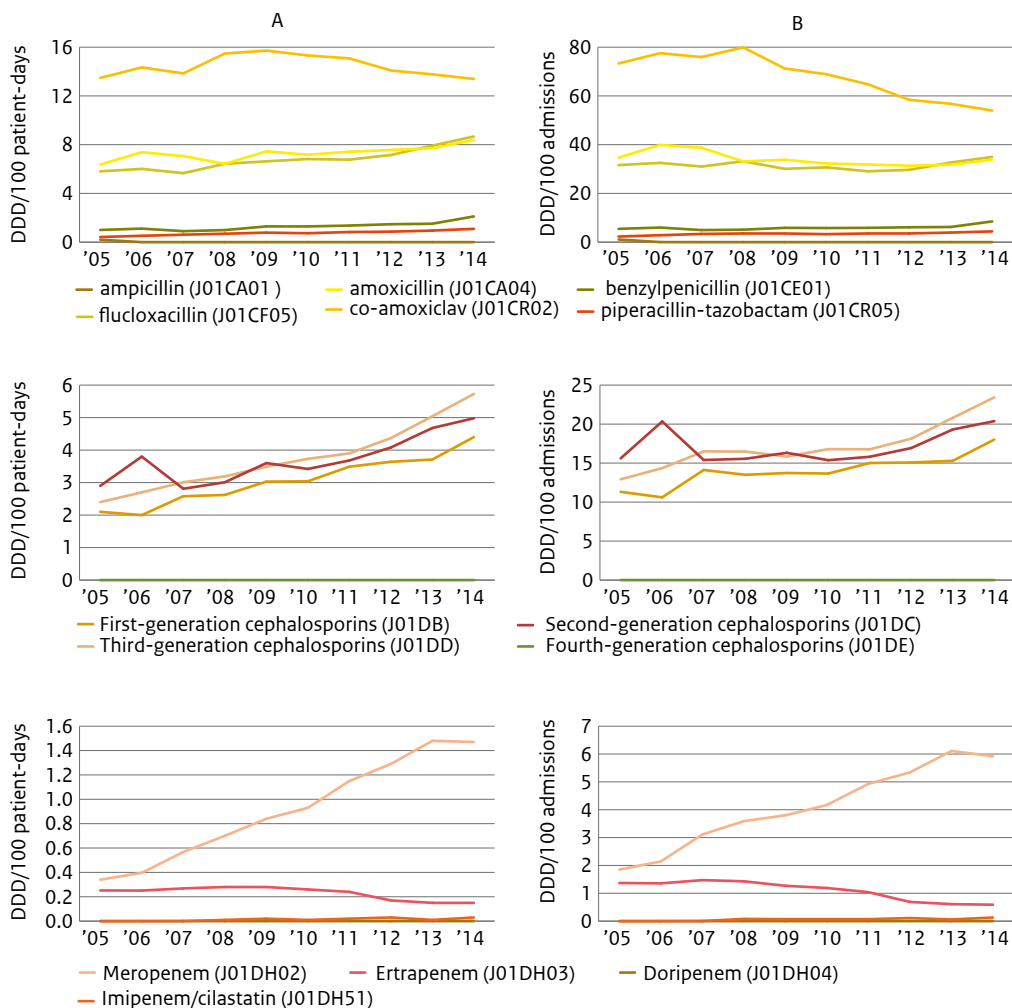 A
B
DDD/100 patient-days
16
12
8
4
0
'05 '06 '07 '08 '09 '10 '11 '12 '13 '14
DDD/100 admissions
80
60
40
20
0
'05 '06 '07 '08 '09 '10 '11 '12 '13 '14
ampicillin (J01CA01 )
amoxicillin (J01CA04)
benzylpenicillin (J01CE01)
flucloxacillin (J01CF05)
co-amoxiclav (J01CR02)
piperacillin-tazobactam (J01CR05)
DDD/100 patient-days
6
5
4
3
2
1
0
'05 '06 '07 '08 '09 '10 '11 '12 '13 '14
DDD/100 admissions
25
20
15
10
5
0
'05 '06 '07 '08 '09 '10 '11 '12 '13 '14
First-generation cephalosporins (J01DB)
Second-generation cephalosporins (J01DC)
Third-generation cephalosporins (J01DD)
Fourth-generation cephalosporins (J01DE)
DDD/100 patient-days
1.6
1.4
1.2
1.0
0.8
0.6
0.4
0.2
0.0
'05 '06 '07 '08 '09 '10 '11 '12 '13 '14
DDD/100 admissions
7
6
5
4
3
2
1
0
'05 '06 '07 '08 '09 '10 '11 '12 '13 '14
Meropenem (J01DH02)
Ertrapenem (J01DH03)
Doripenem (J01DH04)
Imipenem/cilastatin (J01DH51)